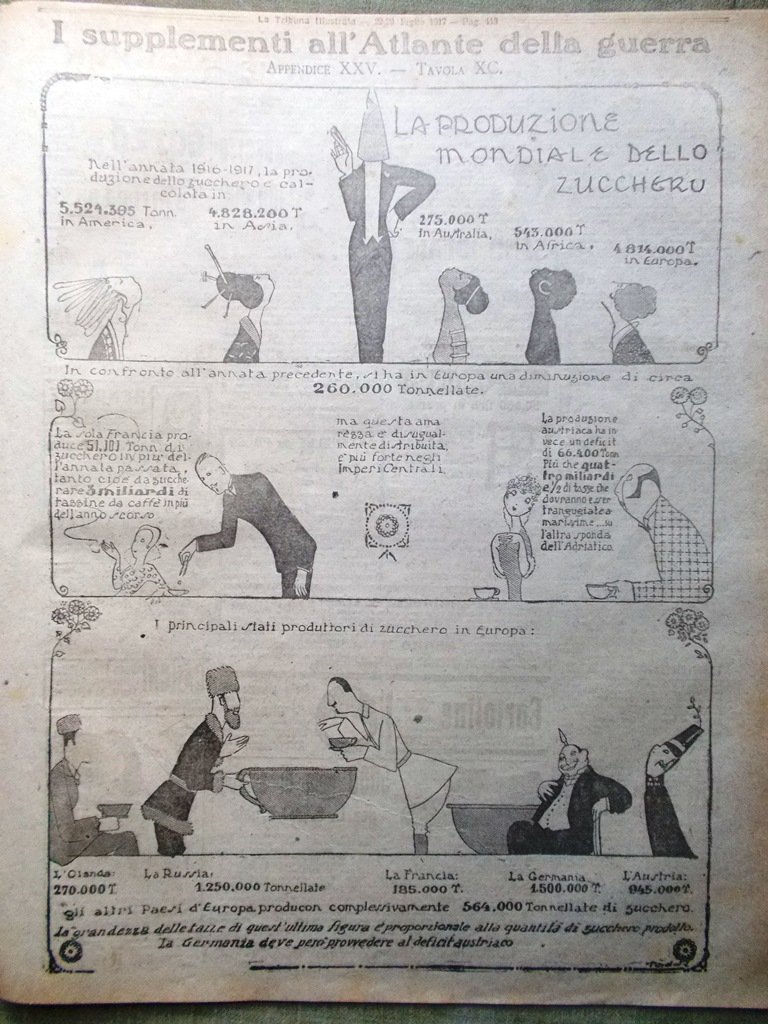 La Tribuna Illustrata — 22-29 Luglio 1917 — Pag. 413
I supplementi all'Atlante della guerra
APPENDICE XXV. — TAVOLA XC.
LA PRODUZIONE
MONDIALE DELLO
ZUCCHERO
Nell'annata 1916-1917, la pro-
duzione dello zucchero e cal-
colata in
5.524.395 Tonn.
in America,
4.828.200 T
in Asia.
275.000 T
in Australia,
543.000 T
in Africa,
4 814.000 T
in Europa.
In confronto all'annata precedente, si ha in Europa una diminuzione di circa
260.000 Tonnellate.
La sola Francia pro-
duce 51,101 Tonn. di
zucchero in piu del-
l'annata passata,
tanto cioe da zucche-
rare 3 miliardi di
tazzine da caffè in più
dell'anno scorso
ma questa ama
rezza e disugual-
mente distribuita,
e più forte negli
Imperi Centrali.
La produzione
austriaca ha in
vece un deficit
di 66.400 Tonn
Più che quat-
tro miliardi
e 1/2 di tazze che
dovranno esser
trangugiate a-
marissime ... su
l'altra sponda
dell'Adriatico.
I principali stati produttori di zucchero in Europa:
L'Olanda:
270.000 T.
La Russia:
1.250.000 Tonnellate
La Francia:
185.000 T.
La Germania
1.500.000 T.
L'Austria:
945.000 T.
gli altri Paesi d'Europa producon complessivamente 564.000 Tonnellate di zucchero.
La grandezza delle tazze di quest'ultima figura è proporzionale alla quantità di zucchero prodotto.
La Germania deve però provvedere al deficit austriaco